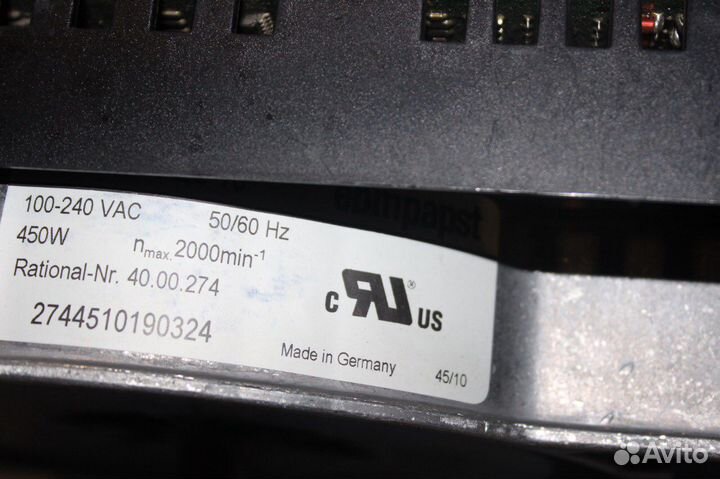 ebmpapst
100-240 VAC 50/60 Hz
450W nmax.2000min-1
Rational-Nr. 40.00.274
2744510190324
c RU US
®
Made in Germany 45/10
Avito